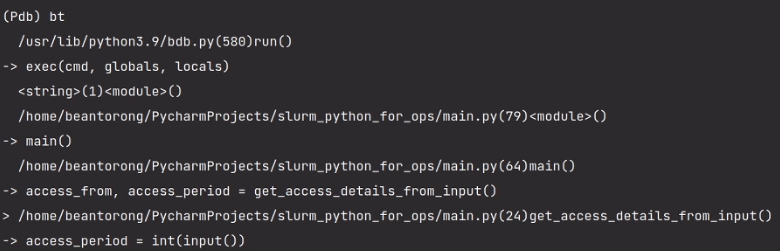 (Pdb) bt
  /usr/lib/python3.9/bdb.py(580)run()
-> exec(cmd, globals, locals)
  <string>(1)<module>()
  /home/beantorong/PycharmProjects/slurm_python_for_ops/main.py(79)<module>()
-> main()
  /home/beantorong/PycharmProjects/slurm_python_for_ops/main.py(64)main()
-> access_from, access_period = get_access_details_from_input()
> /home/beantorong/PycharmProjects/slurm_python_for_ops/main.py(24)get_access_details_from_input()
-> access_period = int(input())